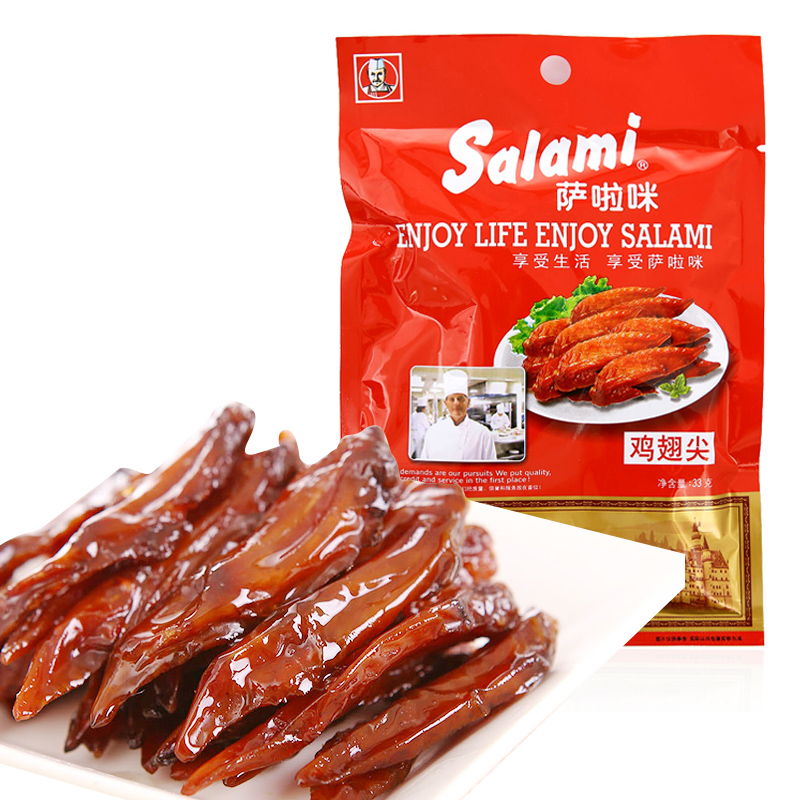 Salami®
萨啦咪
ENJOY LIFE ENJOY SALAMI
享受生活 享受萨啦咪
鸡翅尖
净含量:33克
demands are our pursuits We put quality,
credit and service in the first place!